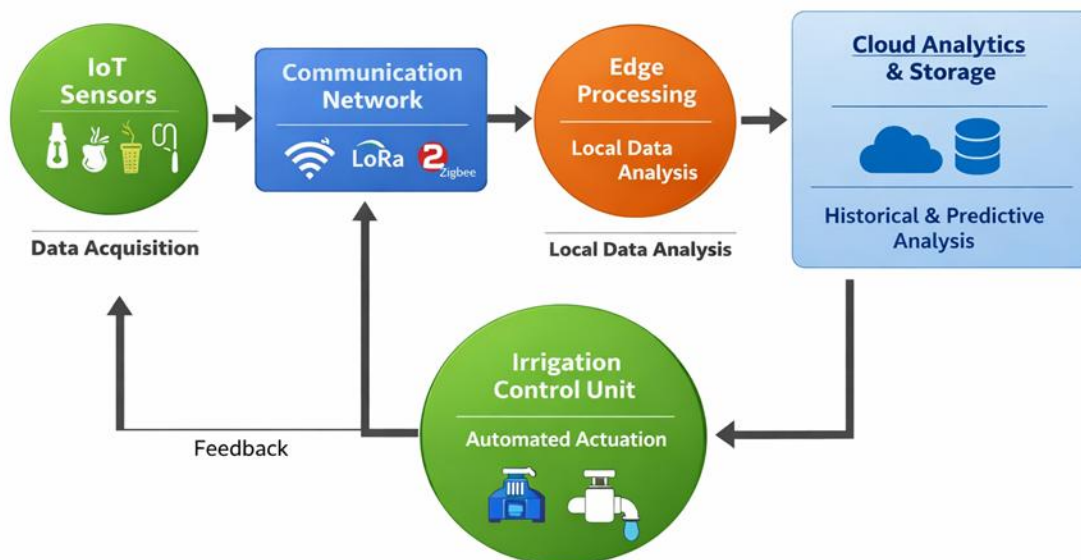 IoT
Sensors
Data Acquisition
Communication
Network
LoRa
2
Zigbee
Edge
Processing
Local Data
Analysis
Local Data Analysis
Cloud Analytics
& Storage
Historical & Predictive
Analysis
Irrigation
Control Unit
Automated Actuation
Feedback